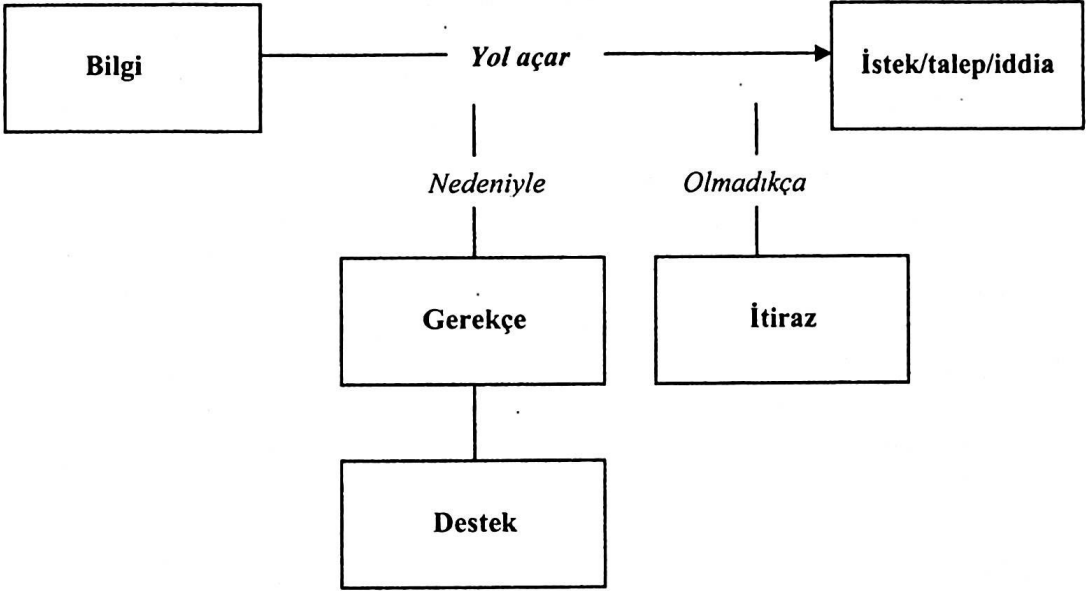 Bilgi
Yol açar
İstek/talep/iddia
Nedeniyle
Olmadıkça
Gerekçe
İtiraz
Destek